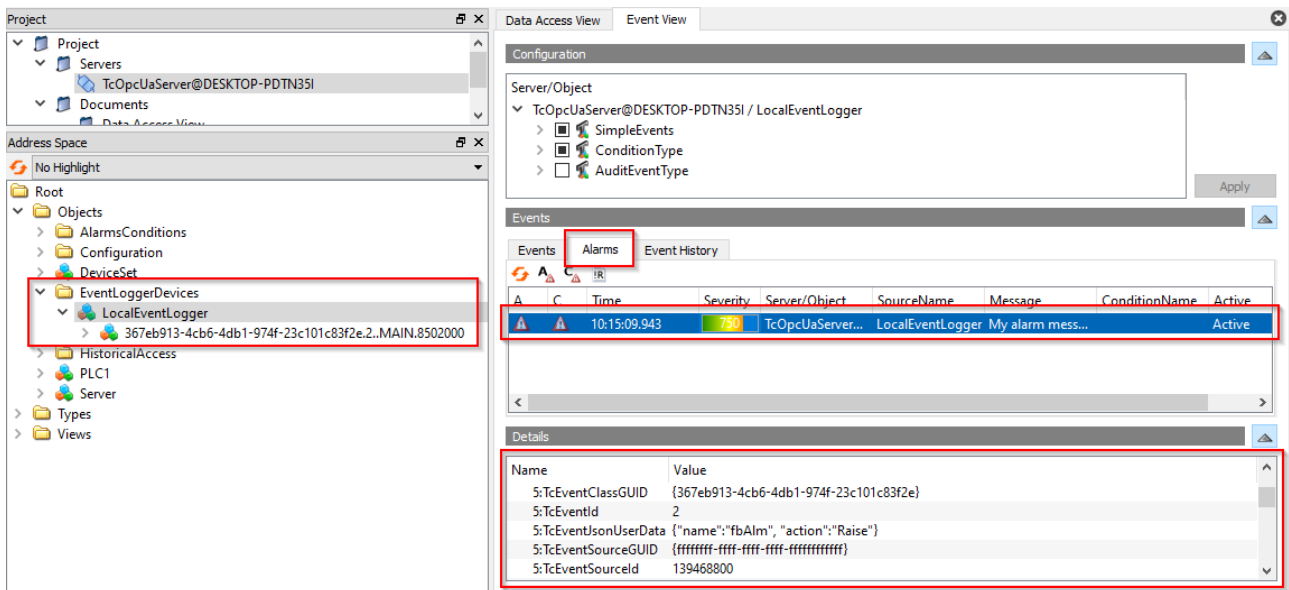 Project
Project
Servers
TcOpcUaServer@DESKTOP-PDTN35I
Documents
Data Access View
Address Space
No Highlight
Root
Objects
AlarmsConditions
Configuration
DeviceSet
EventLoggerDevices
LocalEventLogger
367eb913-4cb6-4db1-974f-23c101c83f2e.2..MAIN.8502000
HistoricalAccess
PLC1
Server
Types
Views
Data Access View Event View
Configuration
Server/Object
TcOpcUaServer@DESKTOP-PDTN35I / LocalEventLogger
SimpleEvents
ConditionType
AuditEventType
Apply
Events
Events Alarms Event History
A C !R
A C Time Severity Server/Object SourceName Message ConditionName Active
10:15:09.943 750 TcOpcUaServer... LocalEventLogger My alarm mess... Active
Details
Name Value
5:TcEventClassGUID {367eb913-4cb6-4db1-974f-23c101c83f2e}
5:TcEventId 2
5:TcEventJsonUserData {"name":"fbAlm", "action":"Raise"}
5:TcEventSourceGUID {ffffffff-ffff-ffff-ffff-ffffffffffff}
5:TcEventSourceId 139468800